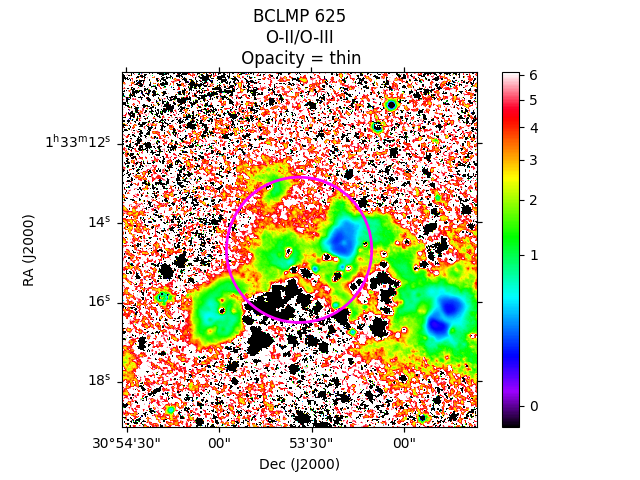 BCLMP 625
O-II/O-III
Opacity = thin
6
5
4
3
2
1
0
1ʰ33ᵐ12ˢ
14ˢ
16ˢ
18ˢ
RA (J2000)
30°54'30" 00" 53'30" 00"
Dec (J2000)